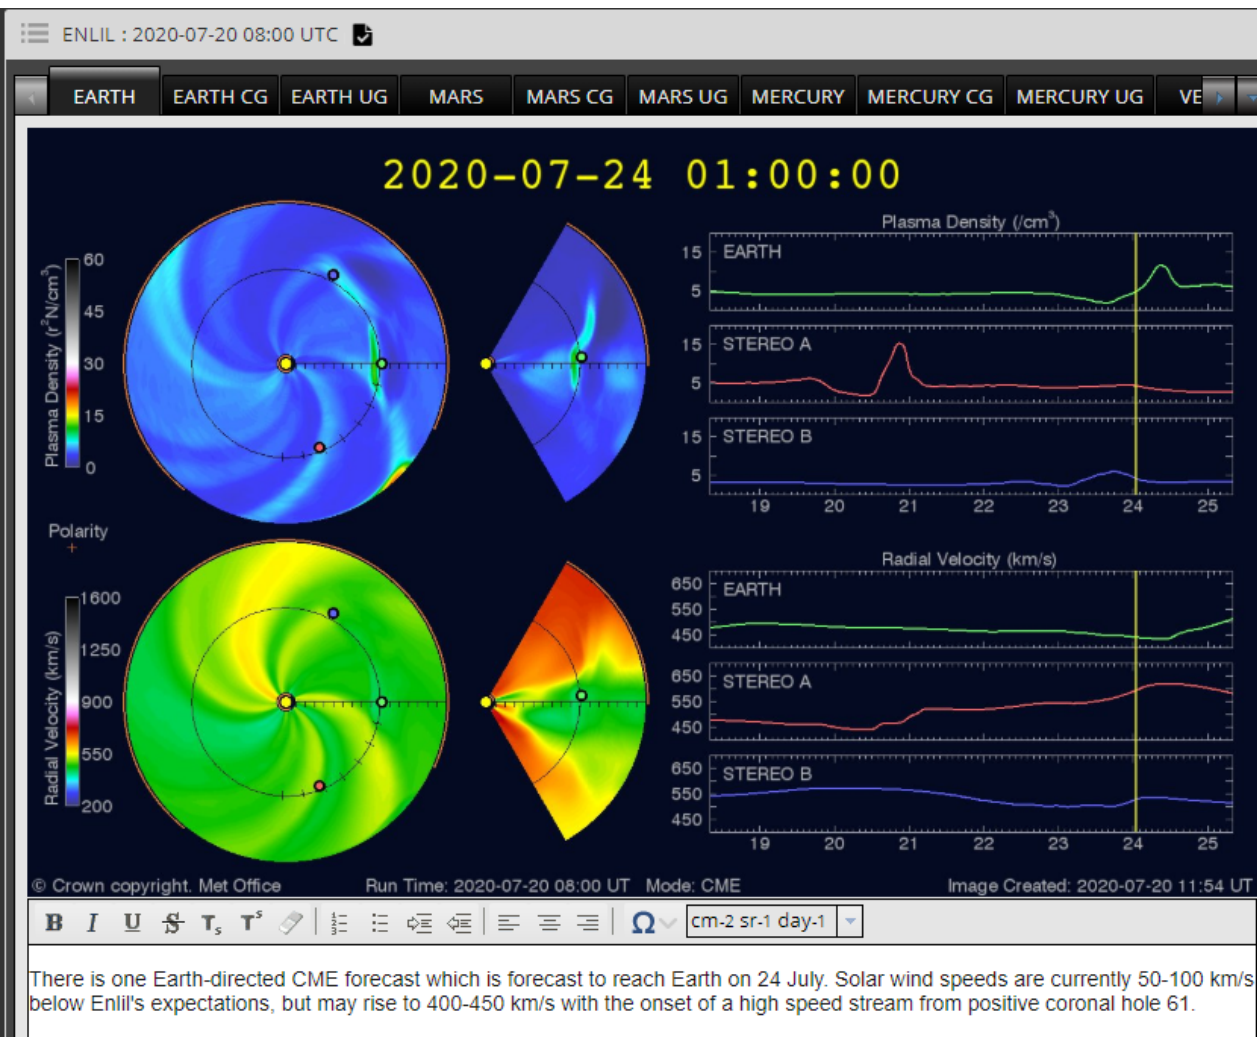 ENLIL : 2020-07-20 08:00 UTC
EARTH EARTH CG EARTH UG MARS MARS CG MARS UG MERCURY MERCURY CG MERCURY UG VE
2020-07-24 01:00:00
Plasma Density (r²N/cm³)
60
45
30
15
0
Plasma Density (/cm³)
15
5
EARTH
15
5
STEREO A
15
5
STEREO B
19 20 21 22 23 24 25
Polarity
+
Radial Velocity (km/s)
1600
1250
900
550
200
Radial Velocity (km/s)
650
550
450
EARTH
650
550
450
STEREO A
650
550
450
STEREO B
19 20 21 22 23 24 25
© Crown copyright. Met Office Run Time: 2020-07-20 08:00 UT Mode: CME Image Created: 2020-07-20 11:54 UT
B I U S Tₛ Tˢ Ω cm-2 sr-1 day-1
There is one Earth-directed CME forecast which is forecast to reach Earth on 24 July. Solar wind speeds are currently 50-100 km/s
below Enlil's expectations, but may rise to 400-450 km/s with the onset of a high speed stream from positive coronal hole 61.